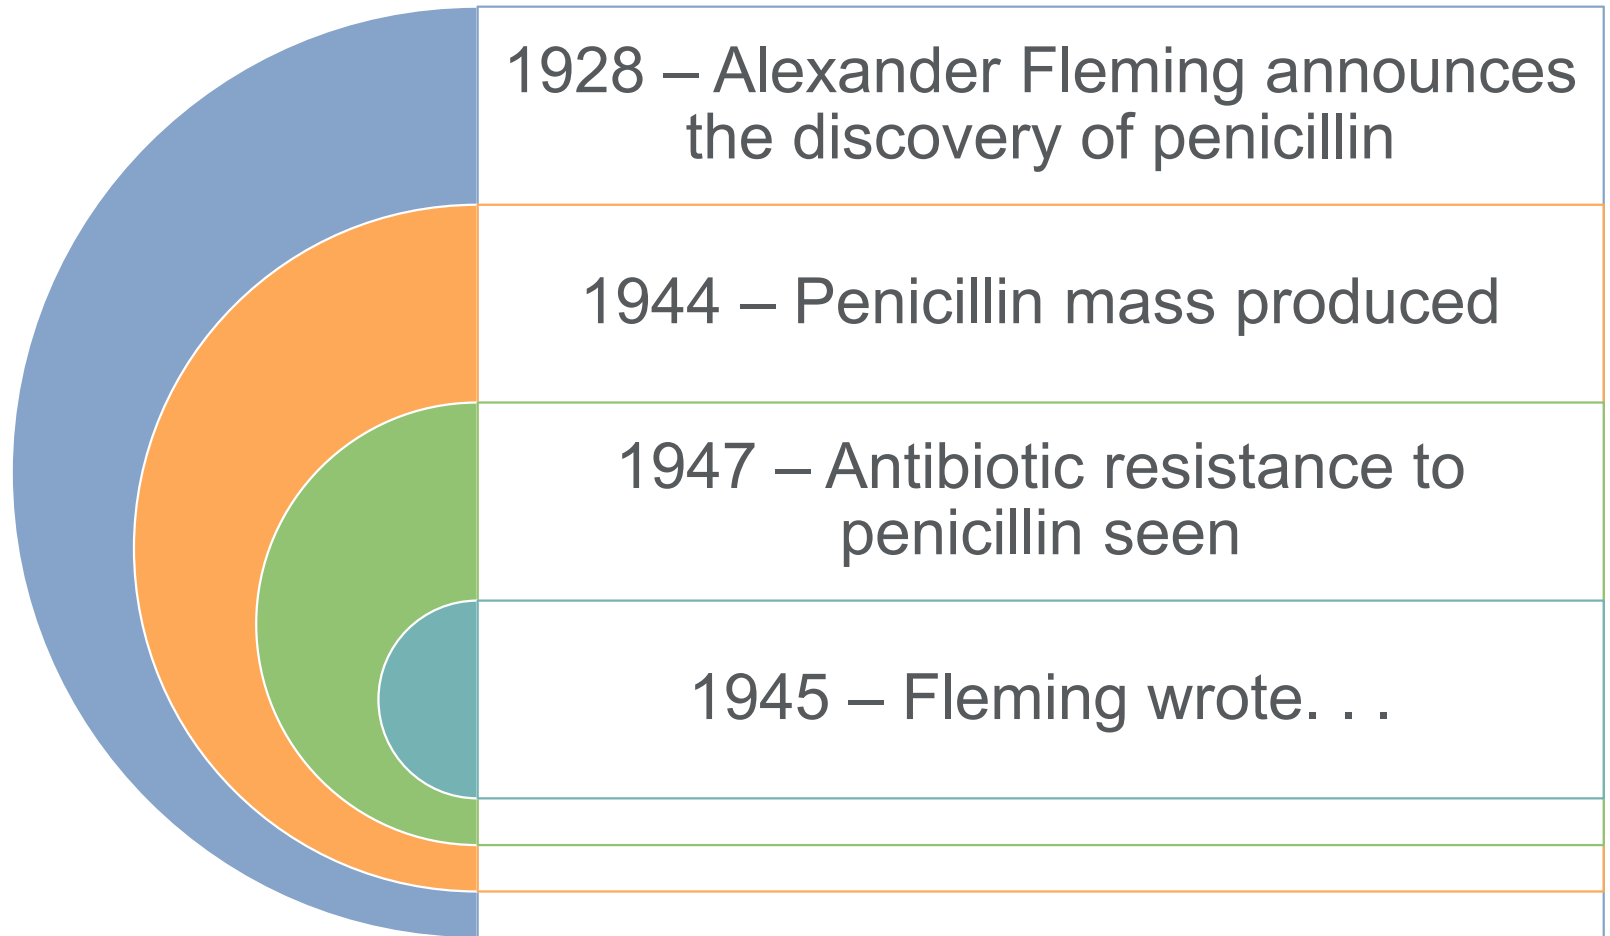 1928 – Alexander Fleming announces
the discovery of penicillin
1944 – Penicillin mass produced
1947 – Antibiotic resistance to
penicillin seen
1945 – Fleming wrote. . .